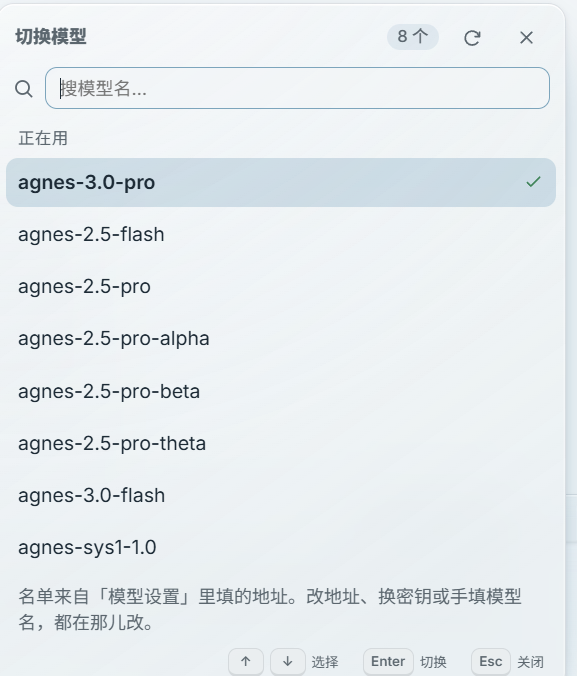 切换模型
8 个
搜模型名...
正在用
agnes-3.0-pro
agnes-2.5-flash
agnes-2.5-pro
agnes-2.5-pro-alpha
agnes-2.5-pro-beta
agnes-2.5-pro-theta
agnes-3.0-flash
agnes-sys1-1.0
名单来自「模型设置」里填的地址。改地址、换密钥或手填模型
名，都在那儿改。
↑ ↓ 选择 Enter 切换 Esc 关闭